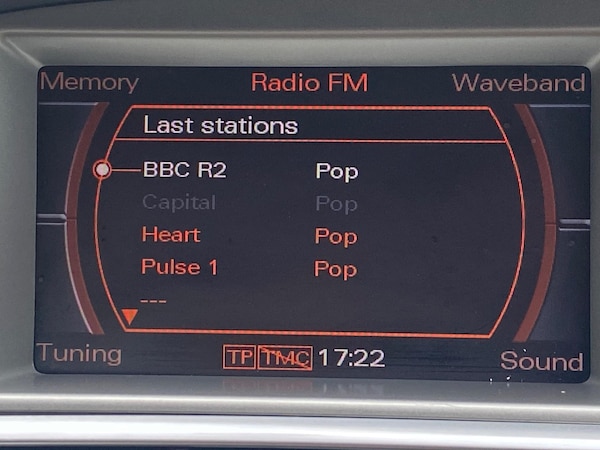 Memory Radio FM Waveband
Last stations
BBC R2 Pop
Capital Pop
Heart Pop
Pulse 1 Pop
---
Tuning TP TMC 17:22 Sound